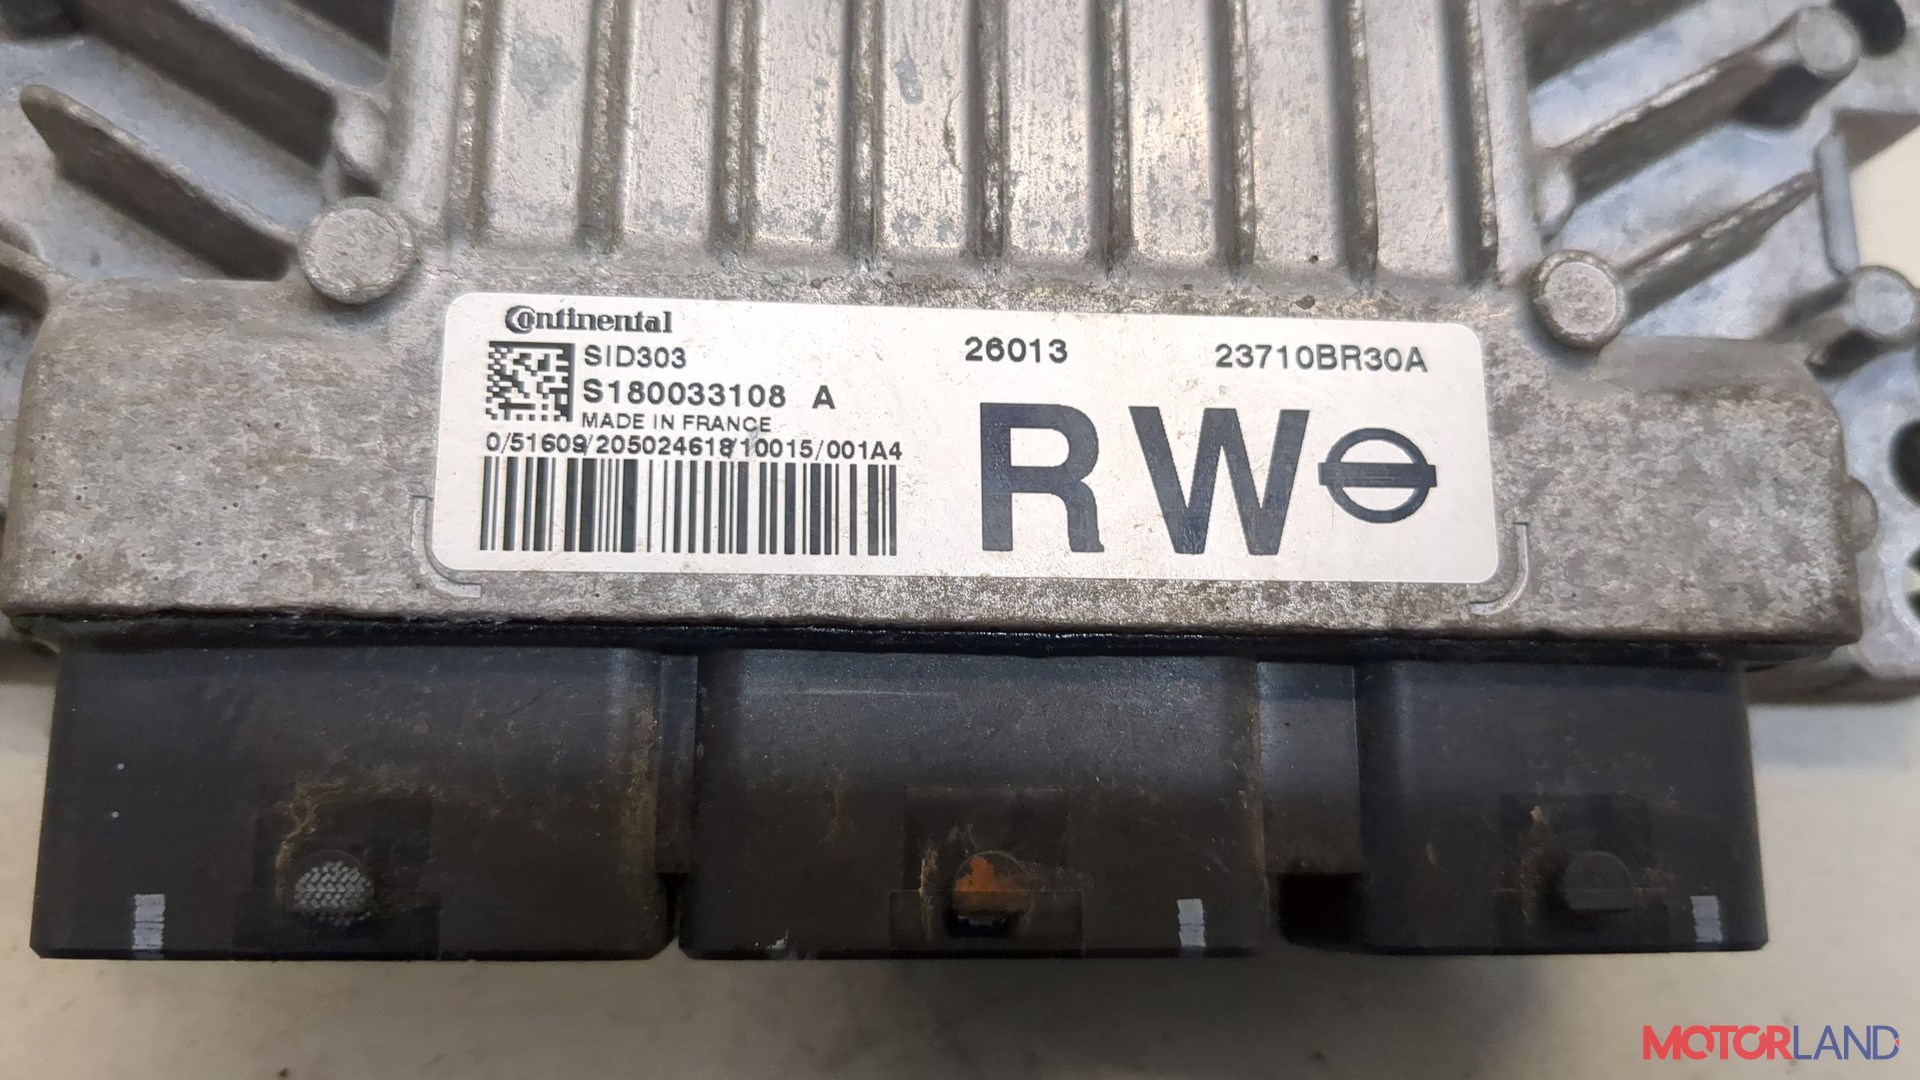 Continental
SID303
S180033108 A
MADE IN FRANCE
0/51609/205024618/10015/001A4
26013
23710BR30A
RW
MOTORLAND